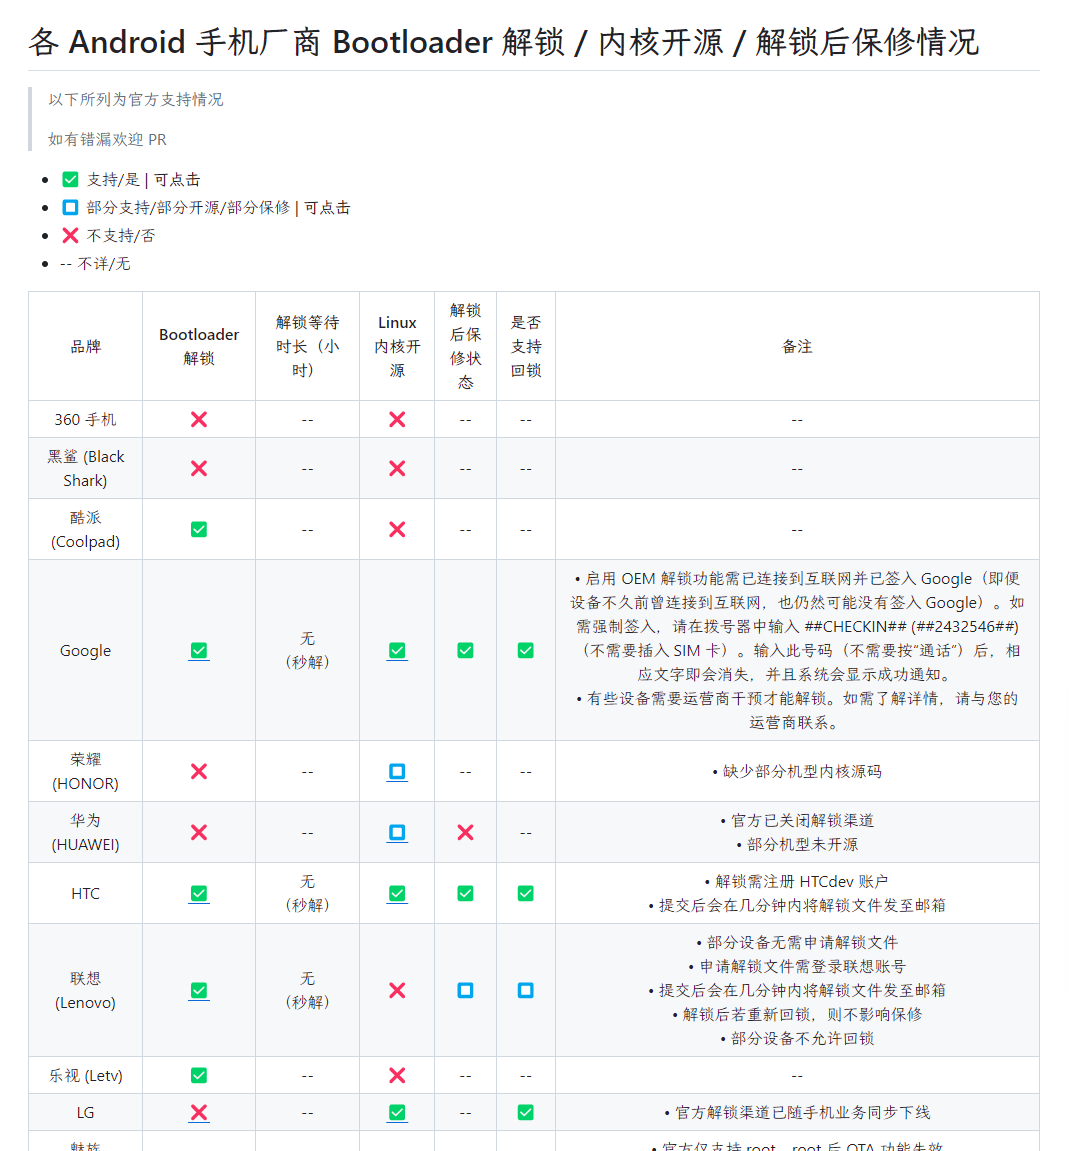 各 Android 手机厂商 Bootloader 解锁 / 内核开源 / 解锁后保修情况
以下所列为官方支持情况
如有错漏欢迎 PR
• ✅ 支持/是 | 可点击
• 部分支持/部分开源/部分保修 | 可点击
• ❌ 不支持/否
• -- 不详/无
品牌
Bootloader
解锁
解锁等待
时长（小
时）
Linux
内核开
源
解锁
后保
修状
态
是否
支持
回锁
备注
360 手机
❌
--
❌
--
--
--
黑鲨 (Black
Shark)
❌
--
❌
--
--
--
酷派
(Coolpad)
✅
--
❌
--
--
--
Google
✅
无
（秒解）
✅
✅
✅
• 启用 OEM 解锁功能需已连接到互联网并已签入 Google（即便
设备不久前曾连接到互联网，也仍然可能没有签入 Google）。如
需强制签入，请在拨号器中输入 ##CHECKIN## (##2432546##)
（不需要插入 SIM 卡）。输入此号码（不需要按“通话”）后，相
应文字即会消失，并且系统会显示成功通知。
• 有些设备需要运营商干预才能解锁。如需了解详情，请与您的
运营商联系。
荣耀
(HONOR)
❌
--
--
--
• 缺少部分机型内核源码
华为
(HUAWEI)
❌
--
❌
--
• 官方已关闭解锁渠道
• 部分机型未开源
HTC
✅
无
（秒解）
✅
✅
✅
• 解锁需注册 HTCdev 账户
• 提交后会在几分钟内将解锁文件发至邮箱
联想
(Lenovo)
✅
无
（秒解）
❌
• 部分设备无需申请解锁文件
• 申请解锁文件需登录联想账号
• 提交后会在几分钟内将解锁文件发至邮箱
• 解锁后若重新回锁，则不影响保修
• 部分设备不允许回锁
乐视 (Letv)
✅
--
❌
--
--
--
LG
❌
--
✅
--
✅
• 官方解锁渠道已随手机业务同步下线
魅族
• 官方仅支持 root，root 后 OTA 功能失效